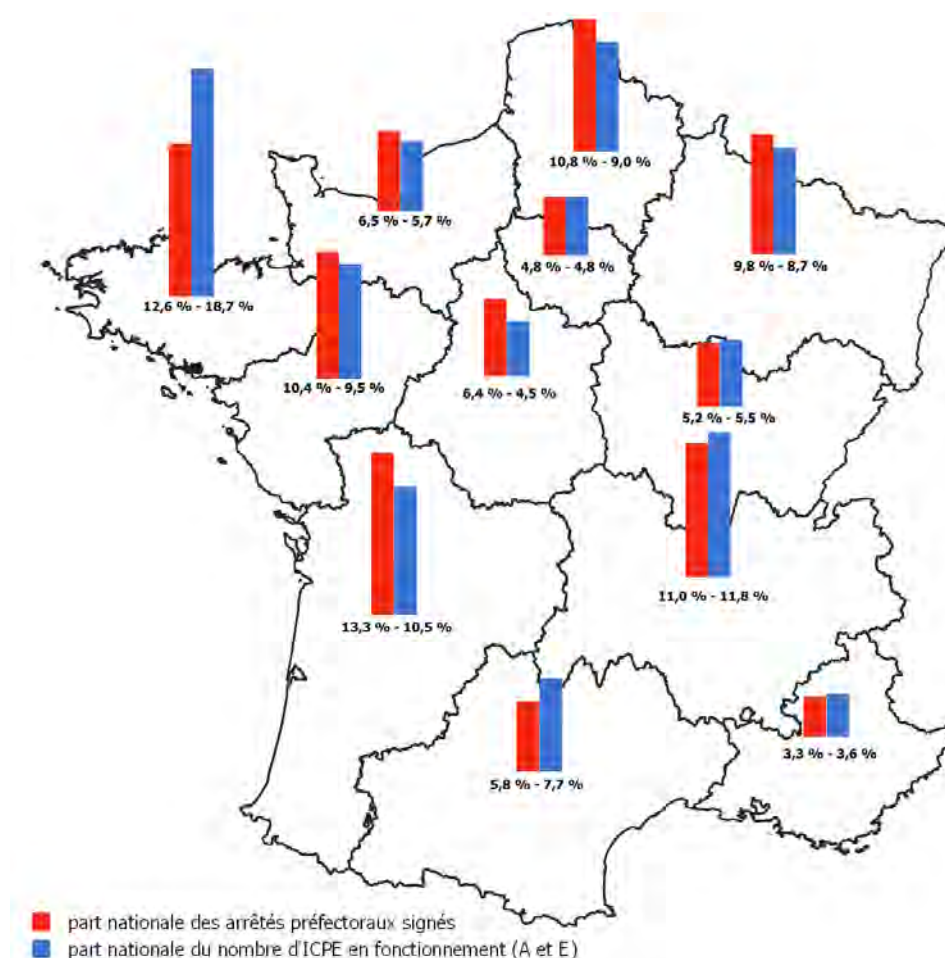 10,8 % - 9,0 %
6,5 % - 5,7 %
4,8 % - 4,8 %
9,8 % - 8,7 %
12,6 % - 18,7 %
10,4 % - 9,5 %
6,4 % - 4,5 %
5,2 % - 5,5 %
11,0 % - 11,8 %
13,3 % - 10,5 %
3,3 % - 3,6 %
5,8 % - 7,7 %
part nationale des arrêtés préfectoraux signés
part nationale du nombre d'ICPE en fonctionnement (A et E)